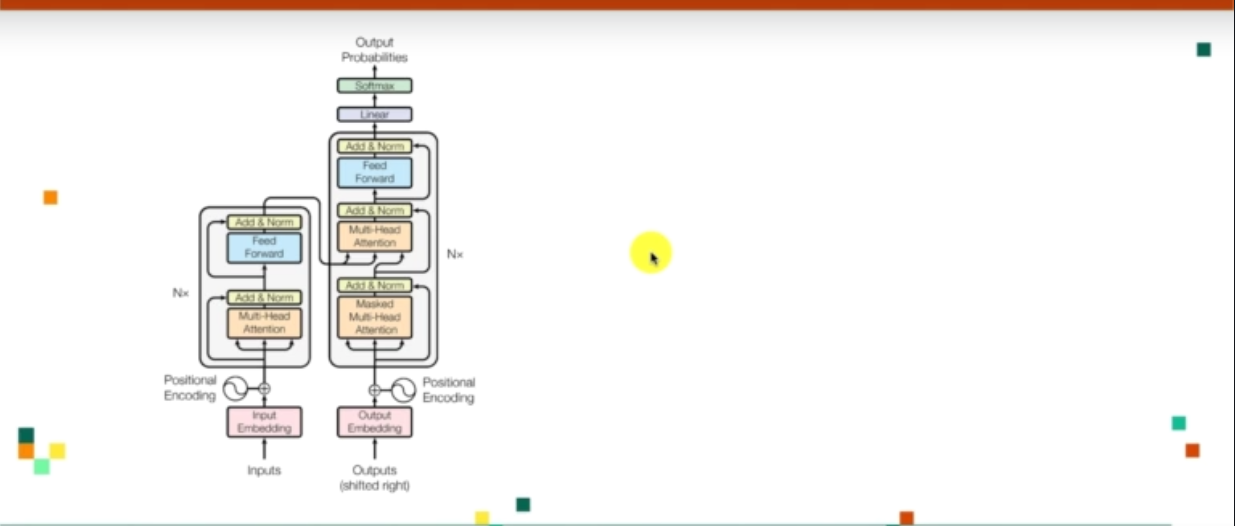 Output
Probabilities
Softmax
Linear
Add & Norm
Feed
Forward
Add & Norm
Multi-Head
Attention
Add & Norm
Masked
Multi-Head
Attention
Nx
Add & Norm
Feed
Forward
Add & Norm
Multi-Head
Attention
Nx
Positional
Encoding
Positional
Encoding
Input
Embedding
Output
Embedding
Inputs
Outputs
(shifted right)